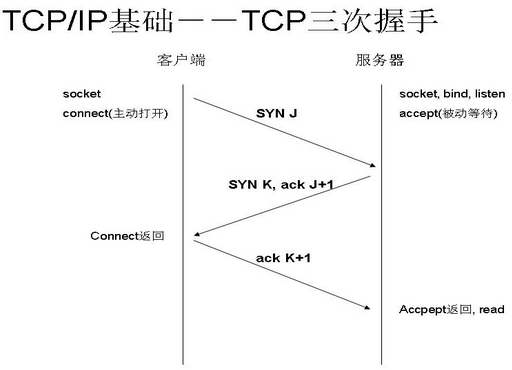 TCP/IP基础－－TCP三次握手
客户端
服务器
socket
connect(主动打开)
socket, bind, listen
accept(被动等待)
SYN J
SYN K, ack J+1
Connect返回
ack K+1
Accpept返回, read